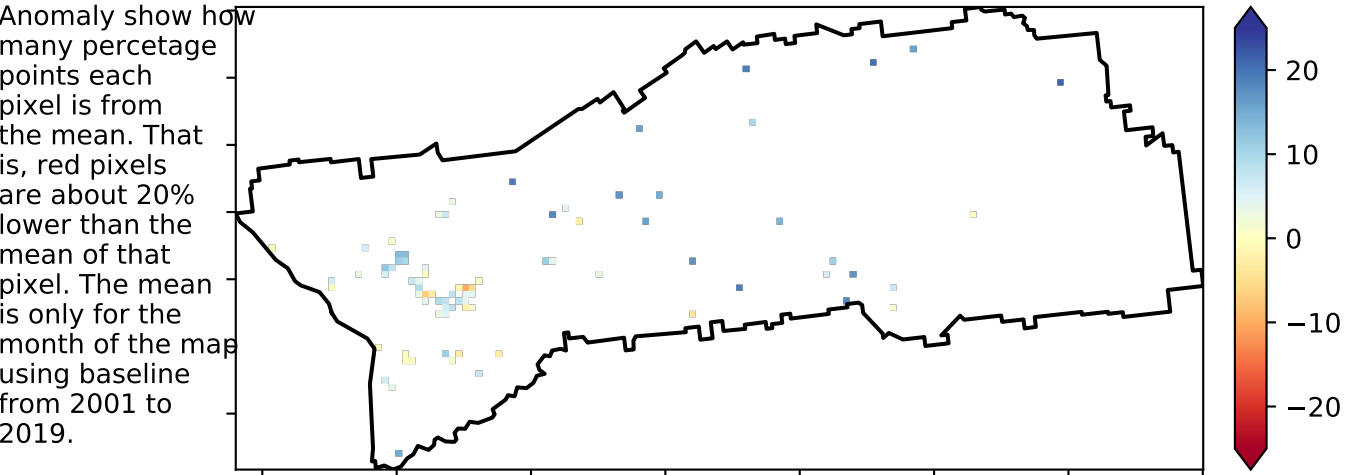 Anomaly show how
many percetage
points each
pixel is from
the mean. That
is, red pixels
are about 20%
lower than the
mean of that
pixel. The mean
is only for the
month of the map
using baseline
from 2001 to
2019.
20
10
0
−10
−20